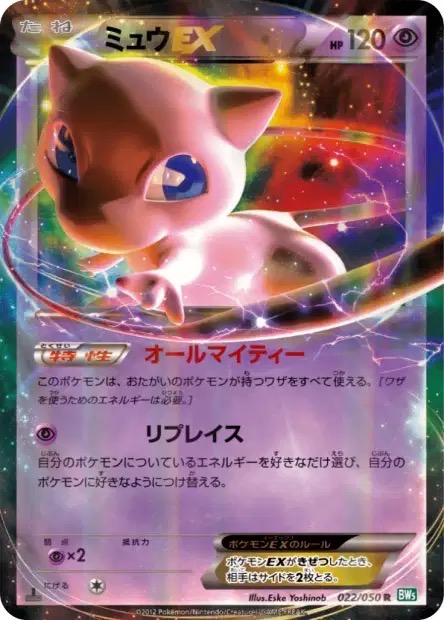 たね ミュウEX HP120
とくせい
特性 オールマイティー
このポケモンは、おたがいのポケモンが持つワザをすべて使える。[ワザ
を使うためのエネルギーは必要。]
リプレイス
自分のポケモンについているエネルギーを好きなだけ選び、自分のポケ
モンに好きなようにつけ替える。
弱点 抵抗力
×2
ポケモンEXのルール
ポケモンEXがきぜつしたとき、
相手はサイドを2枚とる。
にげる
Illus.Eske Yoshinob 022/050 R BW5
©2012 Pokémon/Nintendo/Creatures/GAME FREAK